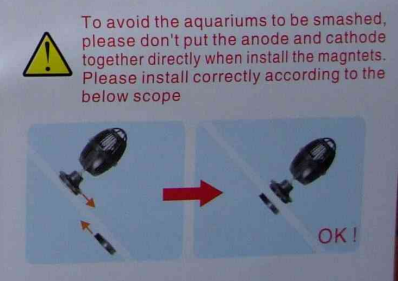 To avoid the aquariums to be smashed,
please don't put the anode and cathode
together directly when install the magntets.
Please install correctly according to the
below scope
OK !